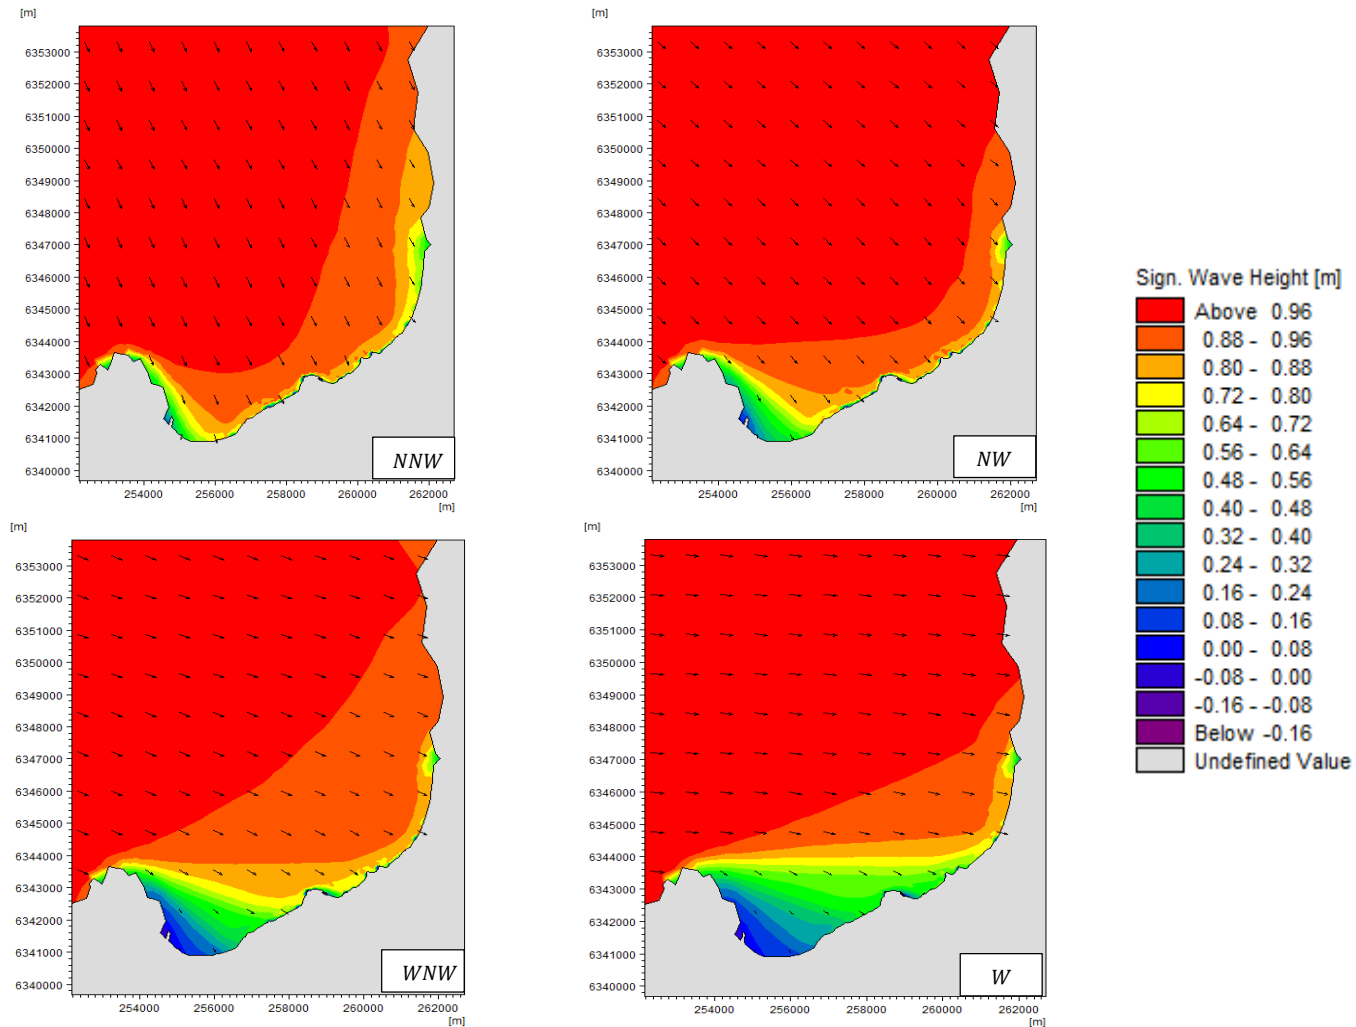 [m]
6353000
6352000
6351000
6350000
6349000
6348000
6347000
6346000
6345000
6344000
6343000
6342000
6341000
6340000
254000 256000 258000 260000 262000
[m]
NNW
[m]
6353000
6352000
6351000
6350000
6349000
6348000
6347000
6346000
6345000
6344000
6343000
6342000
6341000
6340000
254000 256000 258000 260000 262000
[m]
NW
[m]
6353000
6352000
6351000
6350000
6349000
6348000
6347000
6346000
6345000
6344000
6343000
6342000
6341000
6340000
254000 256000 258000 260000 262000
[m]
WNW
[m]
6353000
6352000
6351000
6350000
6349000
6348000
6347000
6346000
6345000
6344000
6343000
6342000
6341000
6340000
254000 256000 258000 260000 262000
[m]
W
Sign. Wave Height [m]
Above 0.96
0.88 - 0.96
0.80 - 0.88
0.72 - 0.80
0.64 - 0.72
0.56 - 0.64
0.48 - 0.56
0.40 - 0.48
0.32 - 0.40
0.24 - 0.32
0.16 - 0.24
0.08 - 0.16
0.00 - 0.08
-0.08 - 0.00
-0.16 - -0.08
Below -0.16
Undefined Value